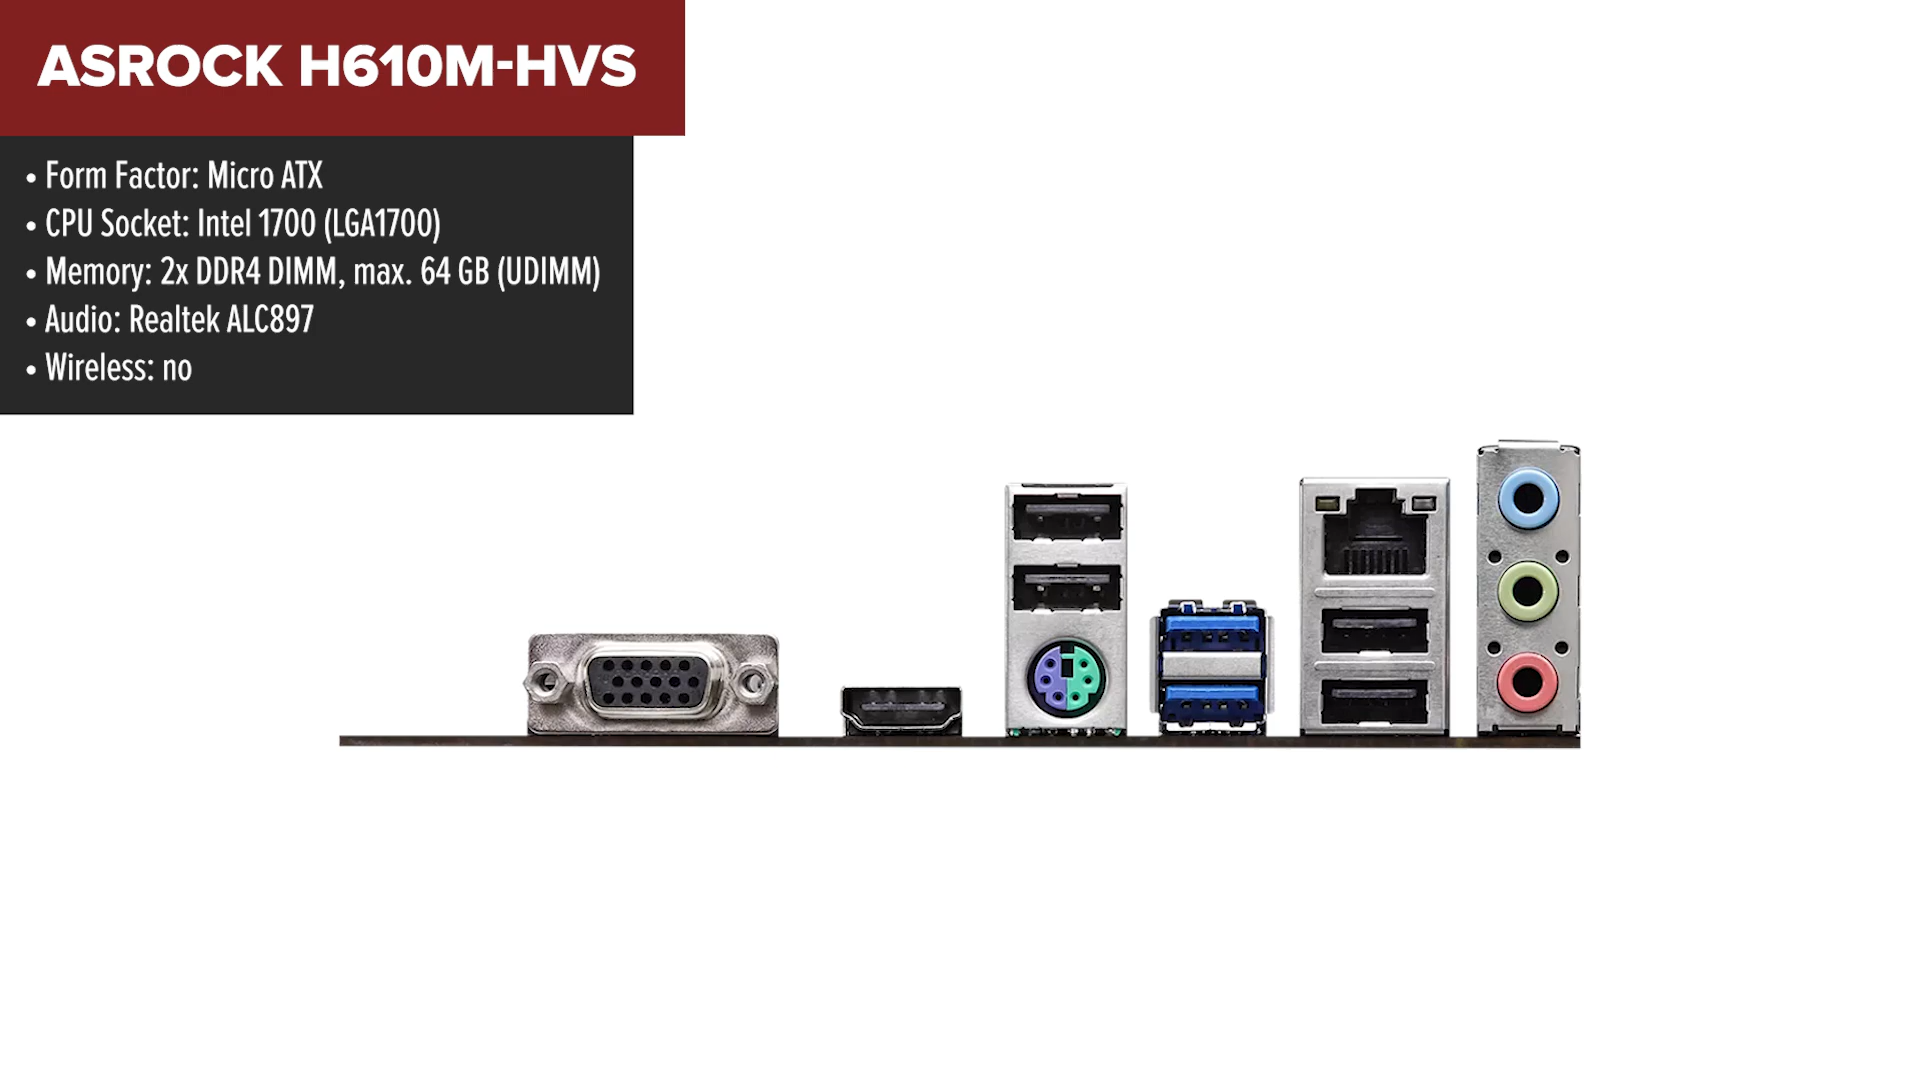 ASROCK H610M-HVS
• Form Factor: Micro ATX
• CPU Socket: Intel 1700 (LGA1700)
• Memory: 2x DDR4 DIMM, max. 64 GB (UDIMM)
• Audio: Realtek ALC897
• Wireless: no